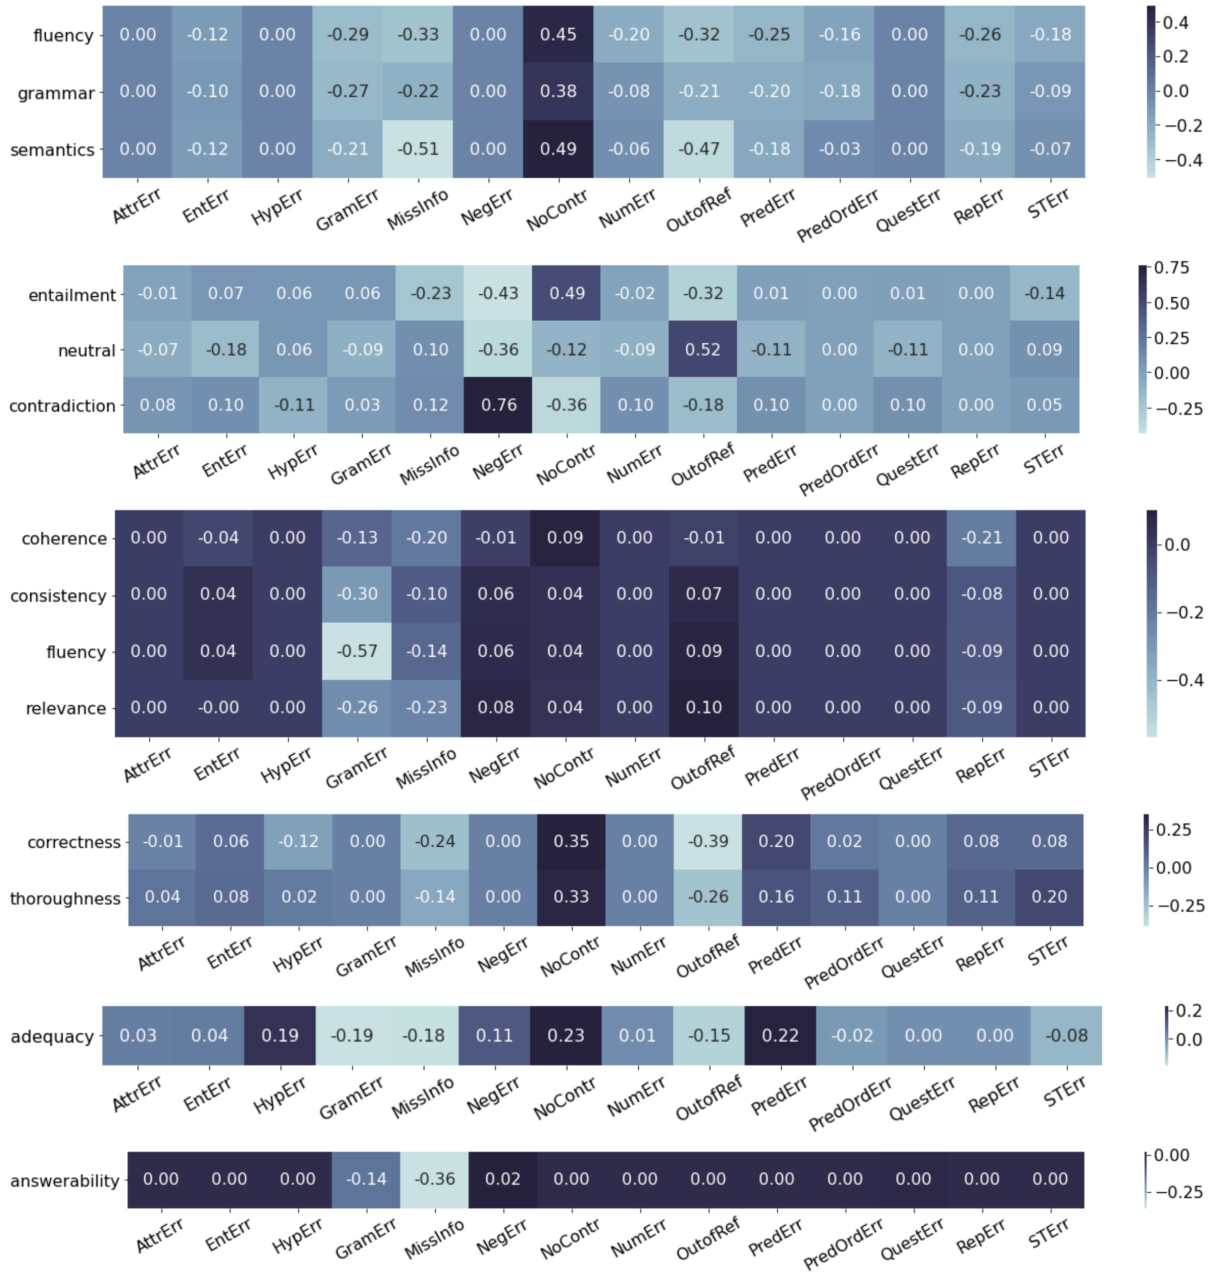 fluency 0.00 -0.12 0.00 -0.29 -0.33 0.00 0.45 -0.20 -0.32 -0.25 -0.16 0.00 -0.26 -0.18
grammar 0.00 -0.10 0.00 -0.27 -0.22 0.00 0.38 -0.08 -0.21 -0.20 -0.18 0.00 -0.23 -0.09
semantics 0.00 -0.12 0.00 -0.21 -0.51 0.00 0.49 -0.06 -0.47 -0.18 -0.03 0.00 -0.19 -0.07
AttrErr EntErr HypErr GramErr MissInfo NegErr NoContr NumErr OutofRef PredErr PredOrdErr QuestErr RepErr STErr
0.4
0.2
0.0
−0.2
−0.4
entailment -0.01 0.07 0.06 0.06 -0.23 -0.43 0.49 -0.02 -0.32 0.01 0.00 0.01 0.00 -0.14
neutral -0.07 -0.18 0.06 -0.09 0.10 -0.36 -0.12 -0.09 0.52 -0.11 0.00 -0.11 0.00 0.09
contradiction 0.08 0.10 -0.11 0.03 0.12 0.76 -0.36 0.10 -0.18 0.10 0.00 0.10 0.00 0.05
AttrErr EntErr HypErr GramErr MissInfo NegErr NoContr NumErr OutofRef PredErr PredOrdErr QuestErr RepErr STErr
0.75
0.50
0.25
0.00
−0.25
coherence 0.00 -0.04 0.00 -0.13 -0.20 -0.01 0.09 0.00 -0.01 0.00 0.00 0.00 -0.21 0.00
consistency 0.00 0.04 0.00 -0.30 -0.10 0.06 0.04 0.00 0.07 0.00 0.00 0.00 -0.08 0.00
fluency 0.00 0.04 0.00 -0.57 -0.14 0.06 0.04 0.00 0.09 0.00 0.00 0.00 -0.09 0.00
relevance 0.00 -0.00 0.00 -0.26 -0.23 0.08 0.04 0.00 0.10 0.00 0.00 0.00 -0.09 0.00
AttrErr EntErr HypErr GramErr MissInfo NegErr NoContr NumErr OutofRef PredErr PredOrdErr QuestErr RepErr STErr
0.0
−0.2
−0.4
correctness -0.01 0.06 -0.12 0.00 -0.24 0.00 0.35 0.00 -0.39 0.20 0.02 0.00 0.08 0.08
thoroughness 0.04 0.08 0.02 0.00 -0.14 0.00 0.33 0.00 -0.26 0.16 0.11 0.00 0.11 0.20
AttrErr EntErr HypErr GramErr MissInfo NegErr NoContr NumErr OutofRef PredErr PredOrdErr QuestErr RepErr STErr
0.25
0.00
−0.25
adequacy 0.03 0.04 0.19 -0.19 -0.18 0.11 0.23 0.01 -0.15 0.22 -0.02 0.00 0.00 -0.08
AttrErr EntErr HypErr GramErr MissInfo NegErr NoContr NumErr OutofRef PredErr PredOrdErr QuestErr RepErr STErr
0.2
0.0
answerability 0.00 0.00 0.00 -0.14 -0.36 0.02 0.00 0.00 0.00 0.00 0.00 0.00 0.00 0.00
AttrErr EntErr HypErr GramErr MissInfo NegErr NoContr NumErr OutofRef PredErr PredOrdErr QuestErr RepErr STErr
0.00
−0.25